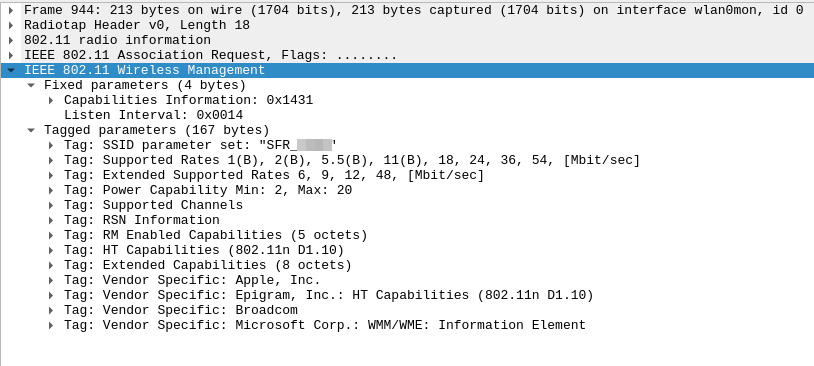 Frame 944: 213 bytes on wire (1704 bits), 213 bytes captured (1704 bits) on interface wlan0mon, id 0
Radiotap Header v0, Length 18
802.11 radio information
IEEE 802.11 Association Request, Flags: ........
IEEE 802.11 Wireless Management
Fixed parameters (4 bytes)
Capabilities Information: 0x1431
Listen Interval: 0x0014
Tagged parameters (167 bytes)
Tag: SSID parameter set: "SFR_
Tag: Supported Rates 1(B), 2(B), 5.5(B), 11(B), 18, 24, 36, 54, [Mbit/sec]
Tag: Extended Supported Rates 6, 9, 12, 48, [Mbit/sec]
Tag: Power Capability Min: 2, Max: 20
Tag: Supported Channels
Tag: RSN Information
Tag: RM Enabled Capabilities (5 octets)
Tag: HT Capabilities (802.11n D1.10)
Tag: Extended Capabilities (8 octets)
Tag: Vendor Specific: Apple, Inc.
Tag: Vendor Specific: Epigram, Inc.: HT Capabilities (802.11n D1.10)
Tag: Vendor Specific: Broadcom
Tag: Vendor Specific: Microsoft Corp.: WMM/WME: Information Element